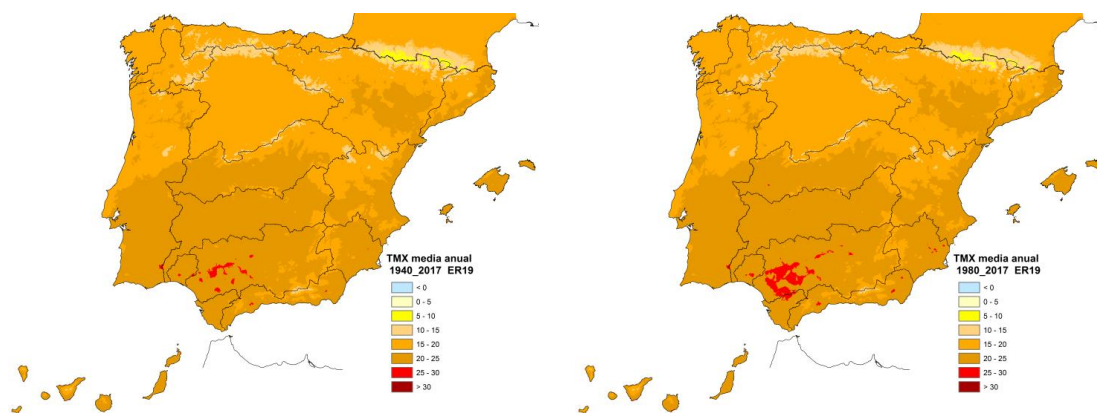 TMX media anual
1940_2017 ER19
< 0
0 - 5
5 - 10
10 - 15
15 - 20
20 - 25
25 - 30
> 30
TMX media anual
1980_2017 ER19
< 0
0 - 5
5 - 10
10 - 15
15 - 20
20 - 25
25 - 30
> 30